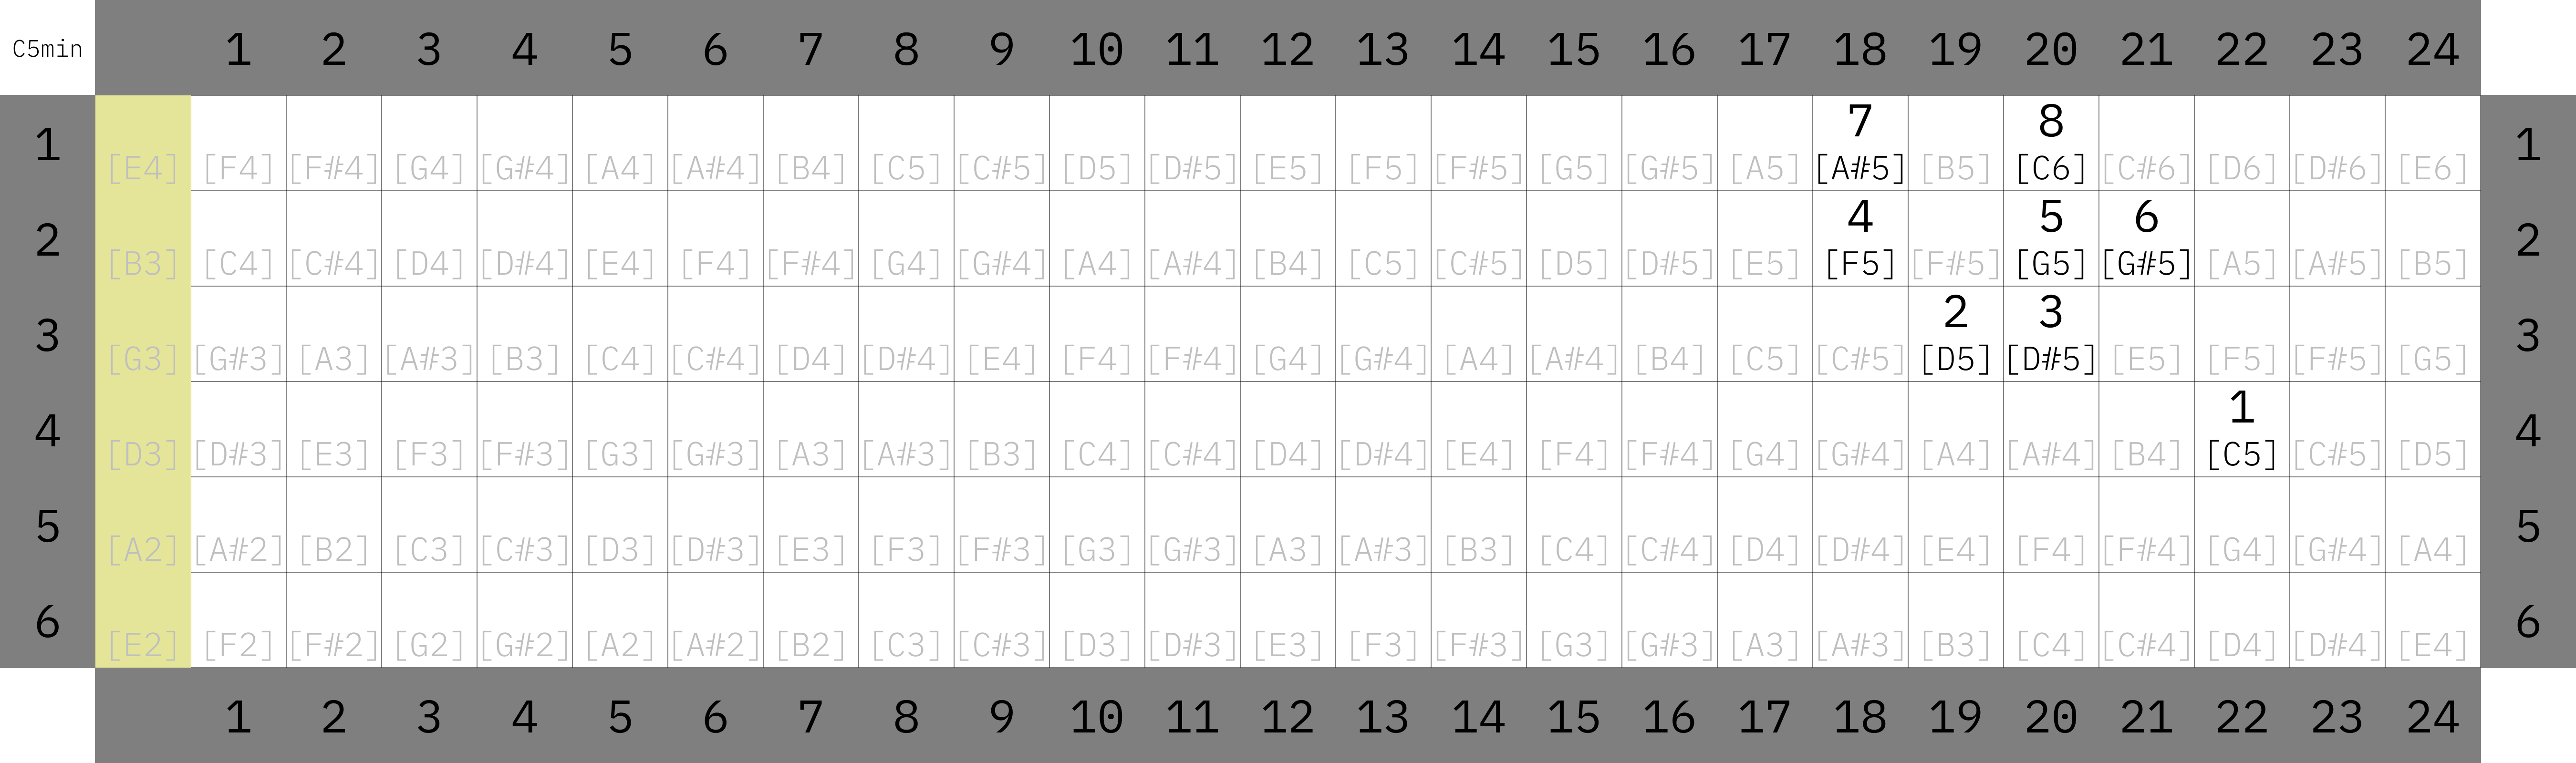 C5min 1 2 3 4 5 6 7 8 9 10 11 12 13 14 15 16 17 18 19 20 21 22 23 24
7 8
1 [E4] [F4] [F#4] [G4] [G#4] [A4] [A#4] [B4] [C5] [C#5] [D5] [D#5] [E5] [F5] [F#5] [G5] [G#5] [A5] [A#5] [B5] [C6] [C#6] [D6] [D#6] [E6] 1
4 5 6
2 [B3] [C4] [C#4] [D4] [D#4] [E4] [F4] [F#4] [G4] [G#4] [A4] [A#4] [B4] [C5] [C#5] [D5] [D#5] [E5] [F5] [F#5] [G5] [G#5] [A5] [A#5] [B5] 2
2 3
3 [G3] [G#3] [A3] [A#3] [B3] [C4] [C#4] [D4] [D#4] [E4] [F4] [F#4] [G4] [G#4] [A4] [A#4] [B4] [C5] [C#5] [D5] [D#5] [E5] [F5] [F#5] [G5] 3
1
4 [D3] [D#3] [E3] [F3] [F#3] [G3] [G#3] [A3] [A#3] [B3] [C4] [C#4] [D4] [D#4] [E4] [F4] [F#4] [G4] [G#4] [A4] [A#4] [B4] [C5] [C#5] [D5] 4
5 [A2] [A#2] [B2] [C3] [C#3] [D3] [D#3] [E3] [F3] [F#3] [G3] [G#3] [A3] [A#3] [B3] [C4] [C#4] [D4] [D#4] [E4] [F4] [F#4] [G4] [G#4] [A4] 5
6 [E2] [F2] [F#2] [G2] [G#2] [A2] [A#2] [B2] [C3] [C#3] [D3] [D#3] [E3] [F3] [F#3] [G3] [G#3] [A3] [A#3] [B3] [C4] [C#4] [D4] [D#4] [E4] 6
1 2 3 4 5 6 7 8 9 10 11 12 13 14 15 16 17 18 19 20 21 22 23 24